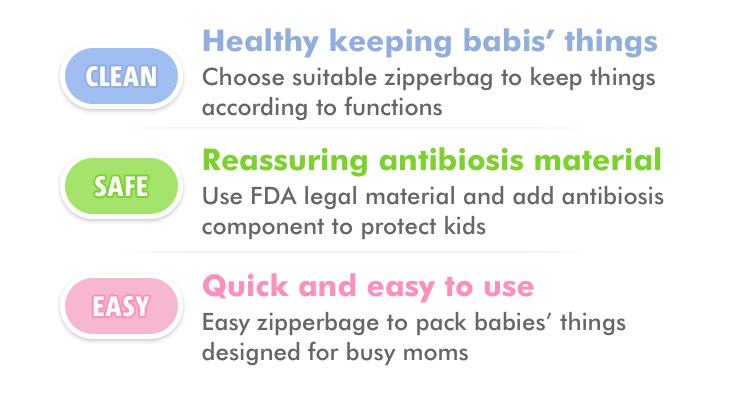 CLEAN
Healthy keeping babis’ things
Choose suitable zipperbag to keep things
according to functions
SAFE
Reassuring antibiosis material
Use FDA legal material and add antibiosis
component to protect kids
EASY
Quick and easy to use
Easy zipperbage to pack babies’ things
designed for busy moms